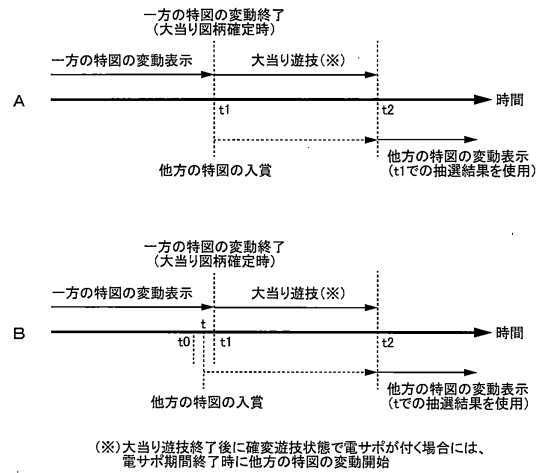 一方の特図の変動終了
(大当り図柄確定時)
一方の特図の変動表示
大当り遊技(※)
A
時間
t1
t2
他方の特図の入賞
他方の特図の変動表示
(t1での抽選結果を使用)
一方の特図の変動終了
(大当り図柄確定時)
一方の特図の変動表示
大当り遊技(※)
t
B
時間
t0
t1
t2
他方の特図の入賞
他方の特図の変動表示
(tでの抽選結果を使用)
(※)大当り遊技終了後に確変遊技状態で電サポが付く場合には、
電サポ期間終了時に他方の特図の変動開始